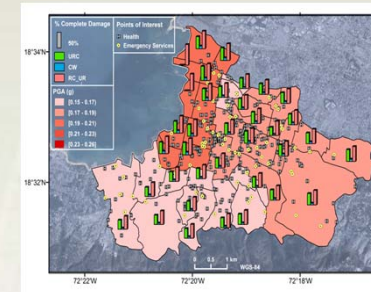 % Complete Damage
50%
URC
CW
RC_UR
PGA (g)
[0.15 - 0.17]
[0.17 - 0.19]
[0.19 - 0.21]
[0.21 - 0.23]
[0.23 - 0.26]
Points of Interest
Health
Emergency Services
18°34'N
18°32'N
0 0.5 1 km
WGS-84
72°22'W
72°20'W
72°18'W